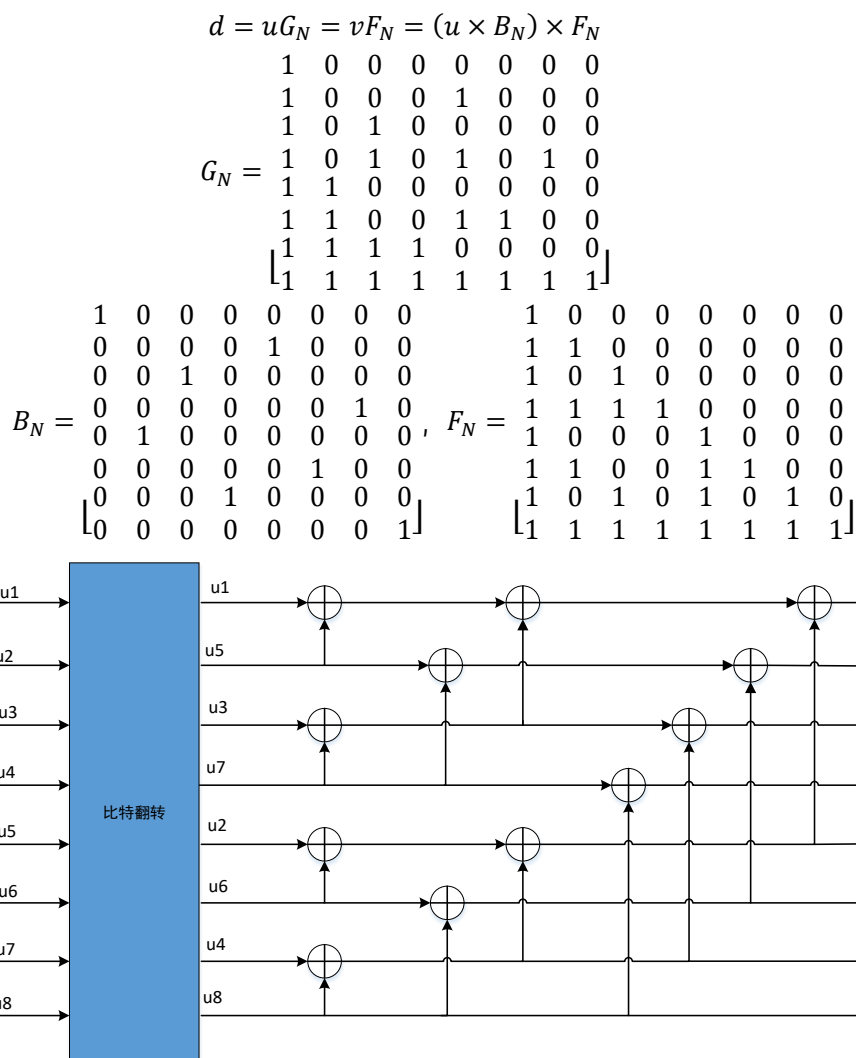 d = uG_N = vF_N = (u × B_N) × F_N
1 0 0 0 0 0 0 0
1 0 0 0 1 0 0 0
1 0 1 0 0 0 0 0
1 0 1 0 1 0 1 0
G_N =
1 1 0 0 0 0 0 0
1 1 0 0 1 1 0 0
1 1 1 1 0 0 0 0
1 1 1 1 1 1 1 1
1 0 0 0 0 0 0 0
0 0 0 0 1 0 0 0
0 0 1 0 0 0 0 0
0 0 0 0 0 0 1 0
B_N =
0 1 0 0 0 0 0 0
0 0 0 0 0 1 0 0
0 0 0 1 0 0 0 0
0 0 0 0 0 0 0 1
,
1 0 0 0 0 0 0 0
1 1 0 0 0 0 0 0
1 0 1 0 0 0 0 0
1 1 1 1 0 0 0 0
F_N =
1 0 0 0 1 0 0 0
1 1 0 0 1 1 0 0
1 0 1 0 1 0 1 0
1 1 1 1 1 1 1 1
u1
u2
u3
u4
u5
u6
u7
u8
比特翻转
u1
u5
u3
u7
u2
u6
u4
u8